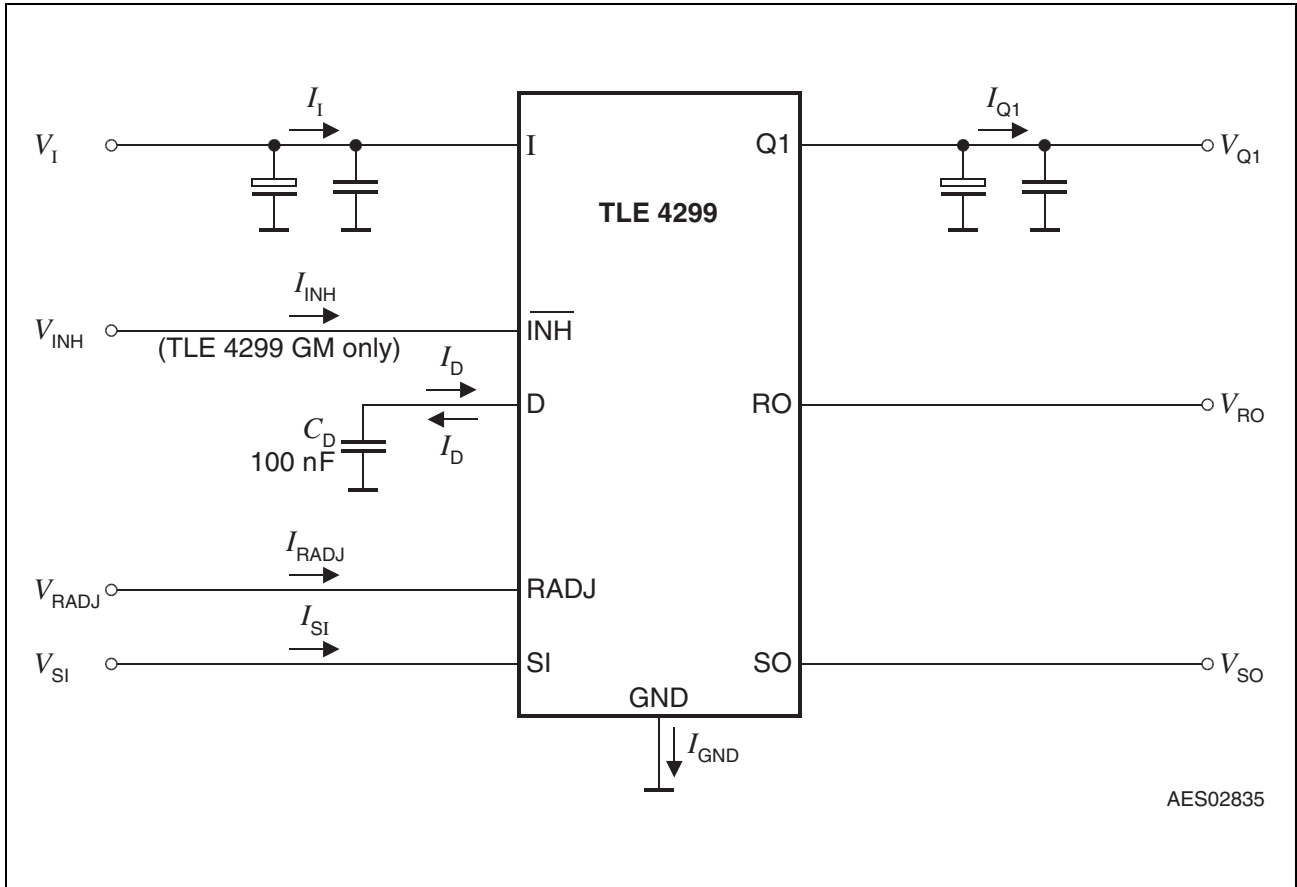 I_I
I_Q1
V_I
I
Q1
V_Q1
TLE 4299
I_INH
V_INH
INH
(TLE 4299 GM only)
I_D
D
RO
V_RO
C_D
100 nF
I_D
I_RADJ
V_RADJ
RADJ
I_SI
V_SI
SI
SO
V_SO
GND
I_GND
AES02835